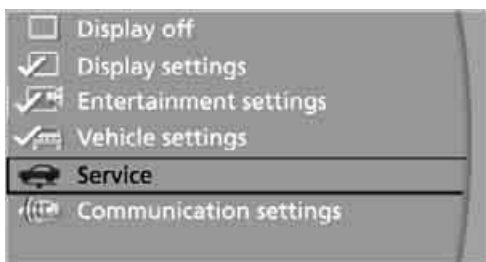 Display off
Display settings
Entertainment settings
Vehicle settings
Service
Communication settings